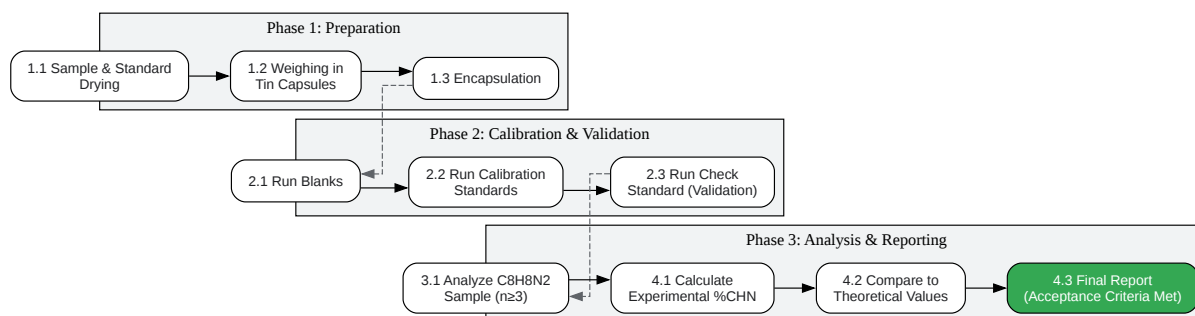 Phase 1: Preparation
1.1 Sample & Standard
Drying
1.2 Weighing in
Tin Capsules
1.3 Encapsulation
Phase 2: Calibration & Validation
2.1 Run Blanks
2.2 Run Calibration
Standards
2.3 Run Check
Standard (Validation)
Phase 3: Analysis & Reporting
3.1 Analyze C8H8N2
Sample (n≥3)
4.1 Calculate
Experimental %CHN
4.2 Compare to
Theoretical Values
4.3 Final Report
(Acceptance Criteria Met)